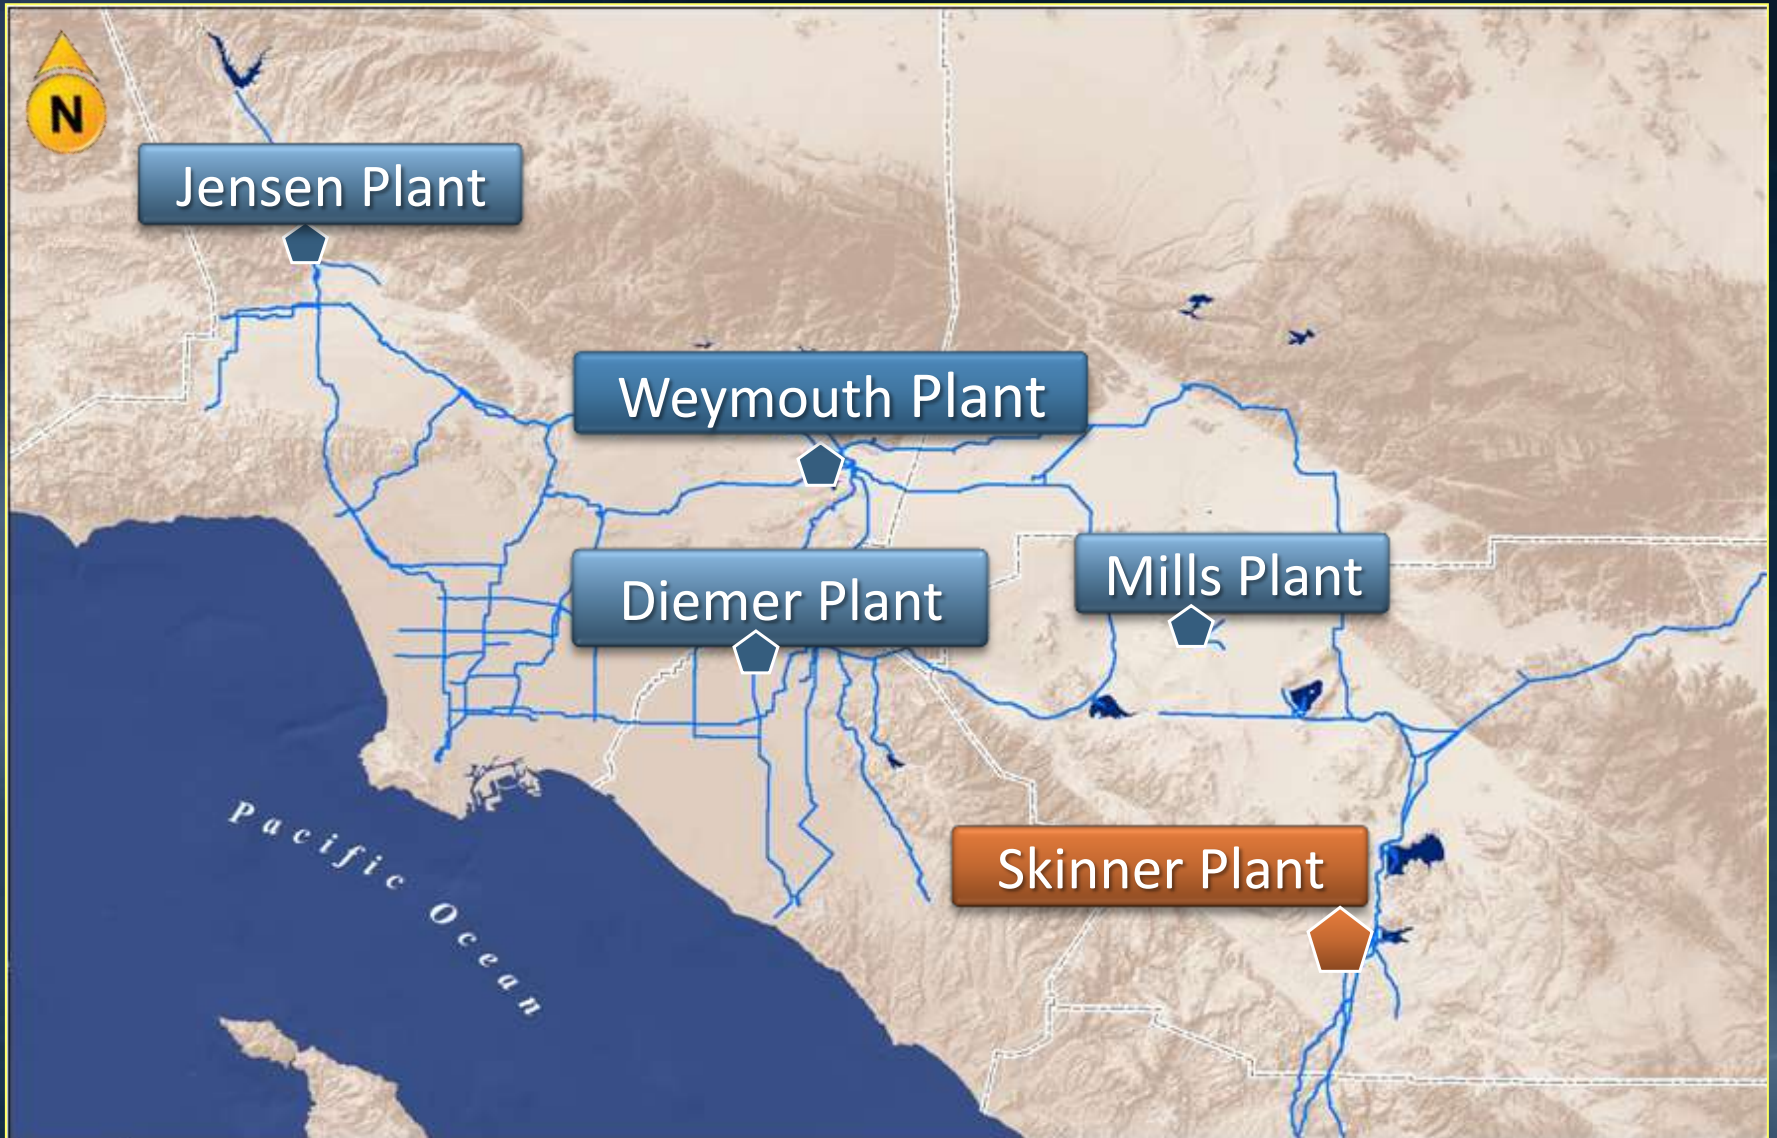 N
Jensen Plant
Weymouth Plant
Diemer Plant
Mills Plant
Skinner Plant
Pacific Ocean